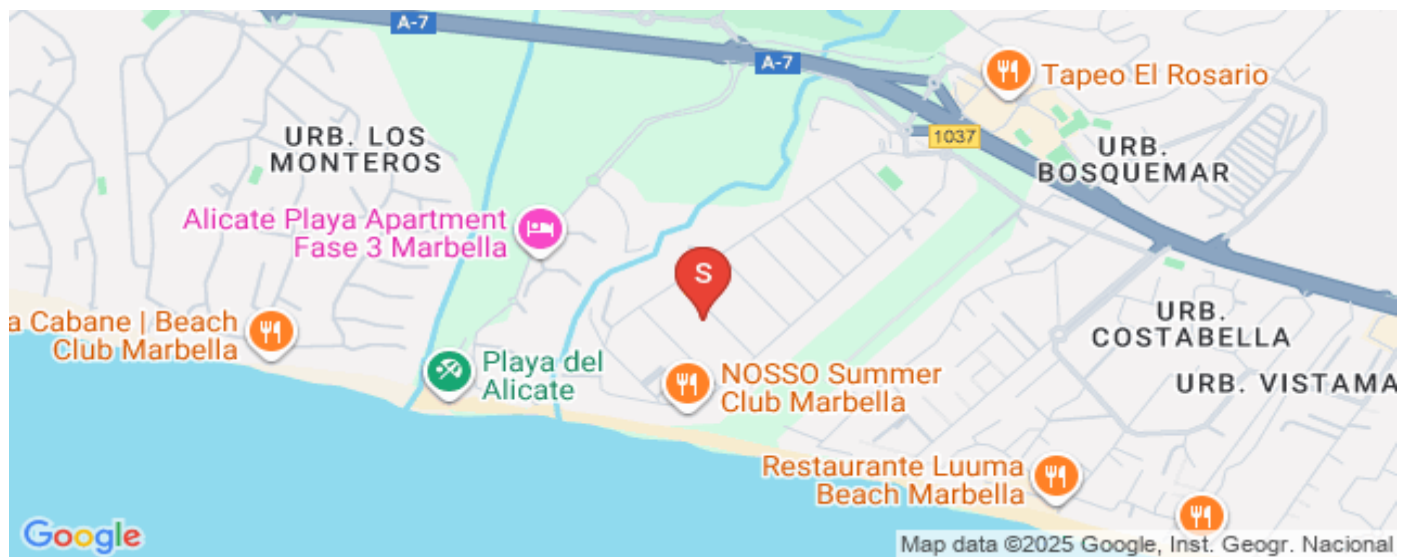 A-7
A-7
Tapeo El Rosario
1037
URB. LOS
MONTEROS
URB.
BOSQUEMAR
Alicate Playa Apartment
Fase 3 Marbella
S
a Cabane | Beach
Club Marbella
URB.
COSTABELLA
Playa del
Alicate
NOSSO Summer
Club Marbella
URB. VISTAMA
Restaurante Luuma
Beach Marbella
Google
Map data ©2025 Google, Inst. Geogr. Nacional